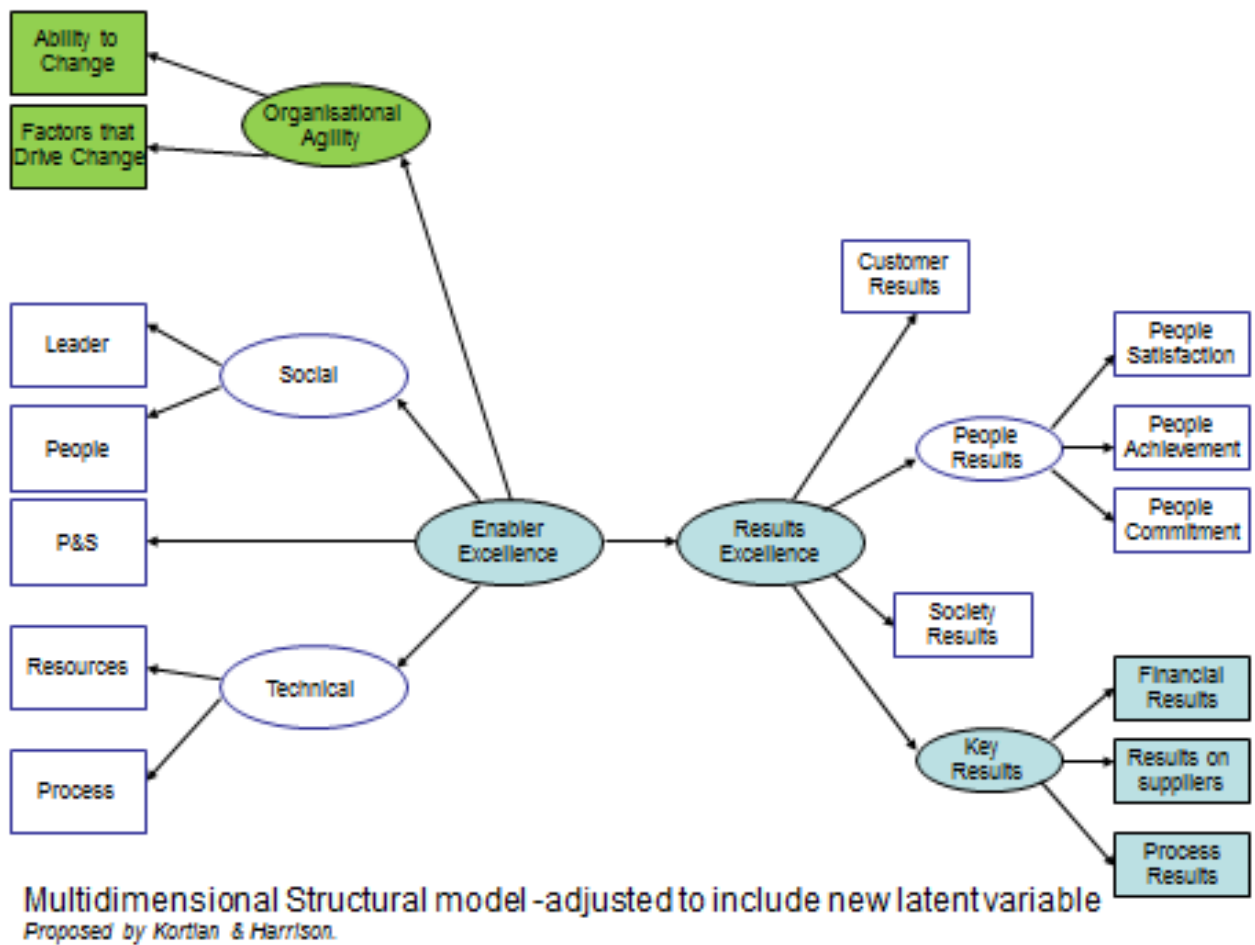 Ability to
Change
Organisational
Agility
Factors that
Drive Change
Customer
Results
Leader
Social
People
Satisfaction
People
People
Results
People
Achievement
P&S
Enabler
Excellence
Results
Excellence
People
Commitment
Society
Results
Resources
Technical
Financial
Results
Key
Results
Results on
suppliers
Process
Process
Results
Multidimensional Structural model -adjusted to include new latent variable
Proposed by Kortian & Harrison.